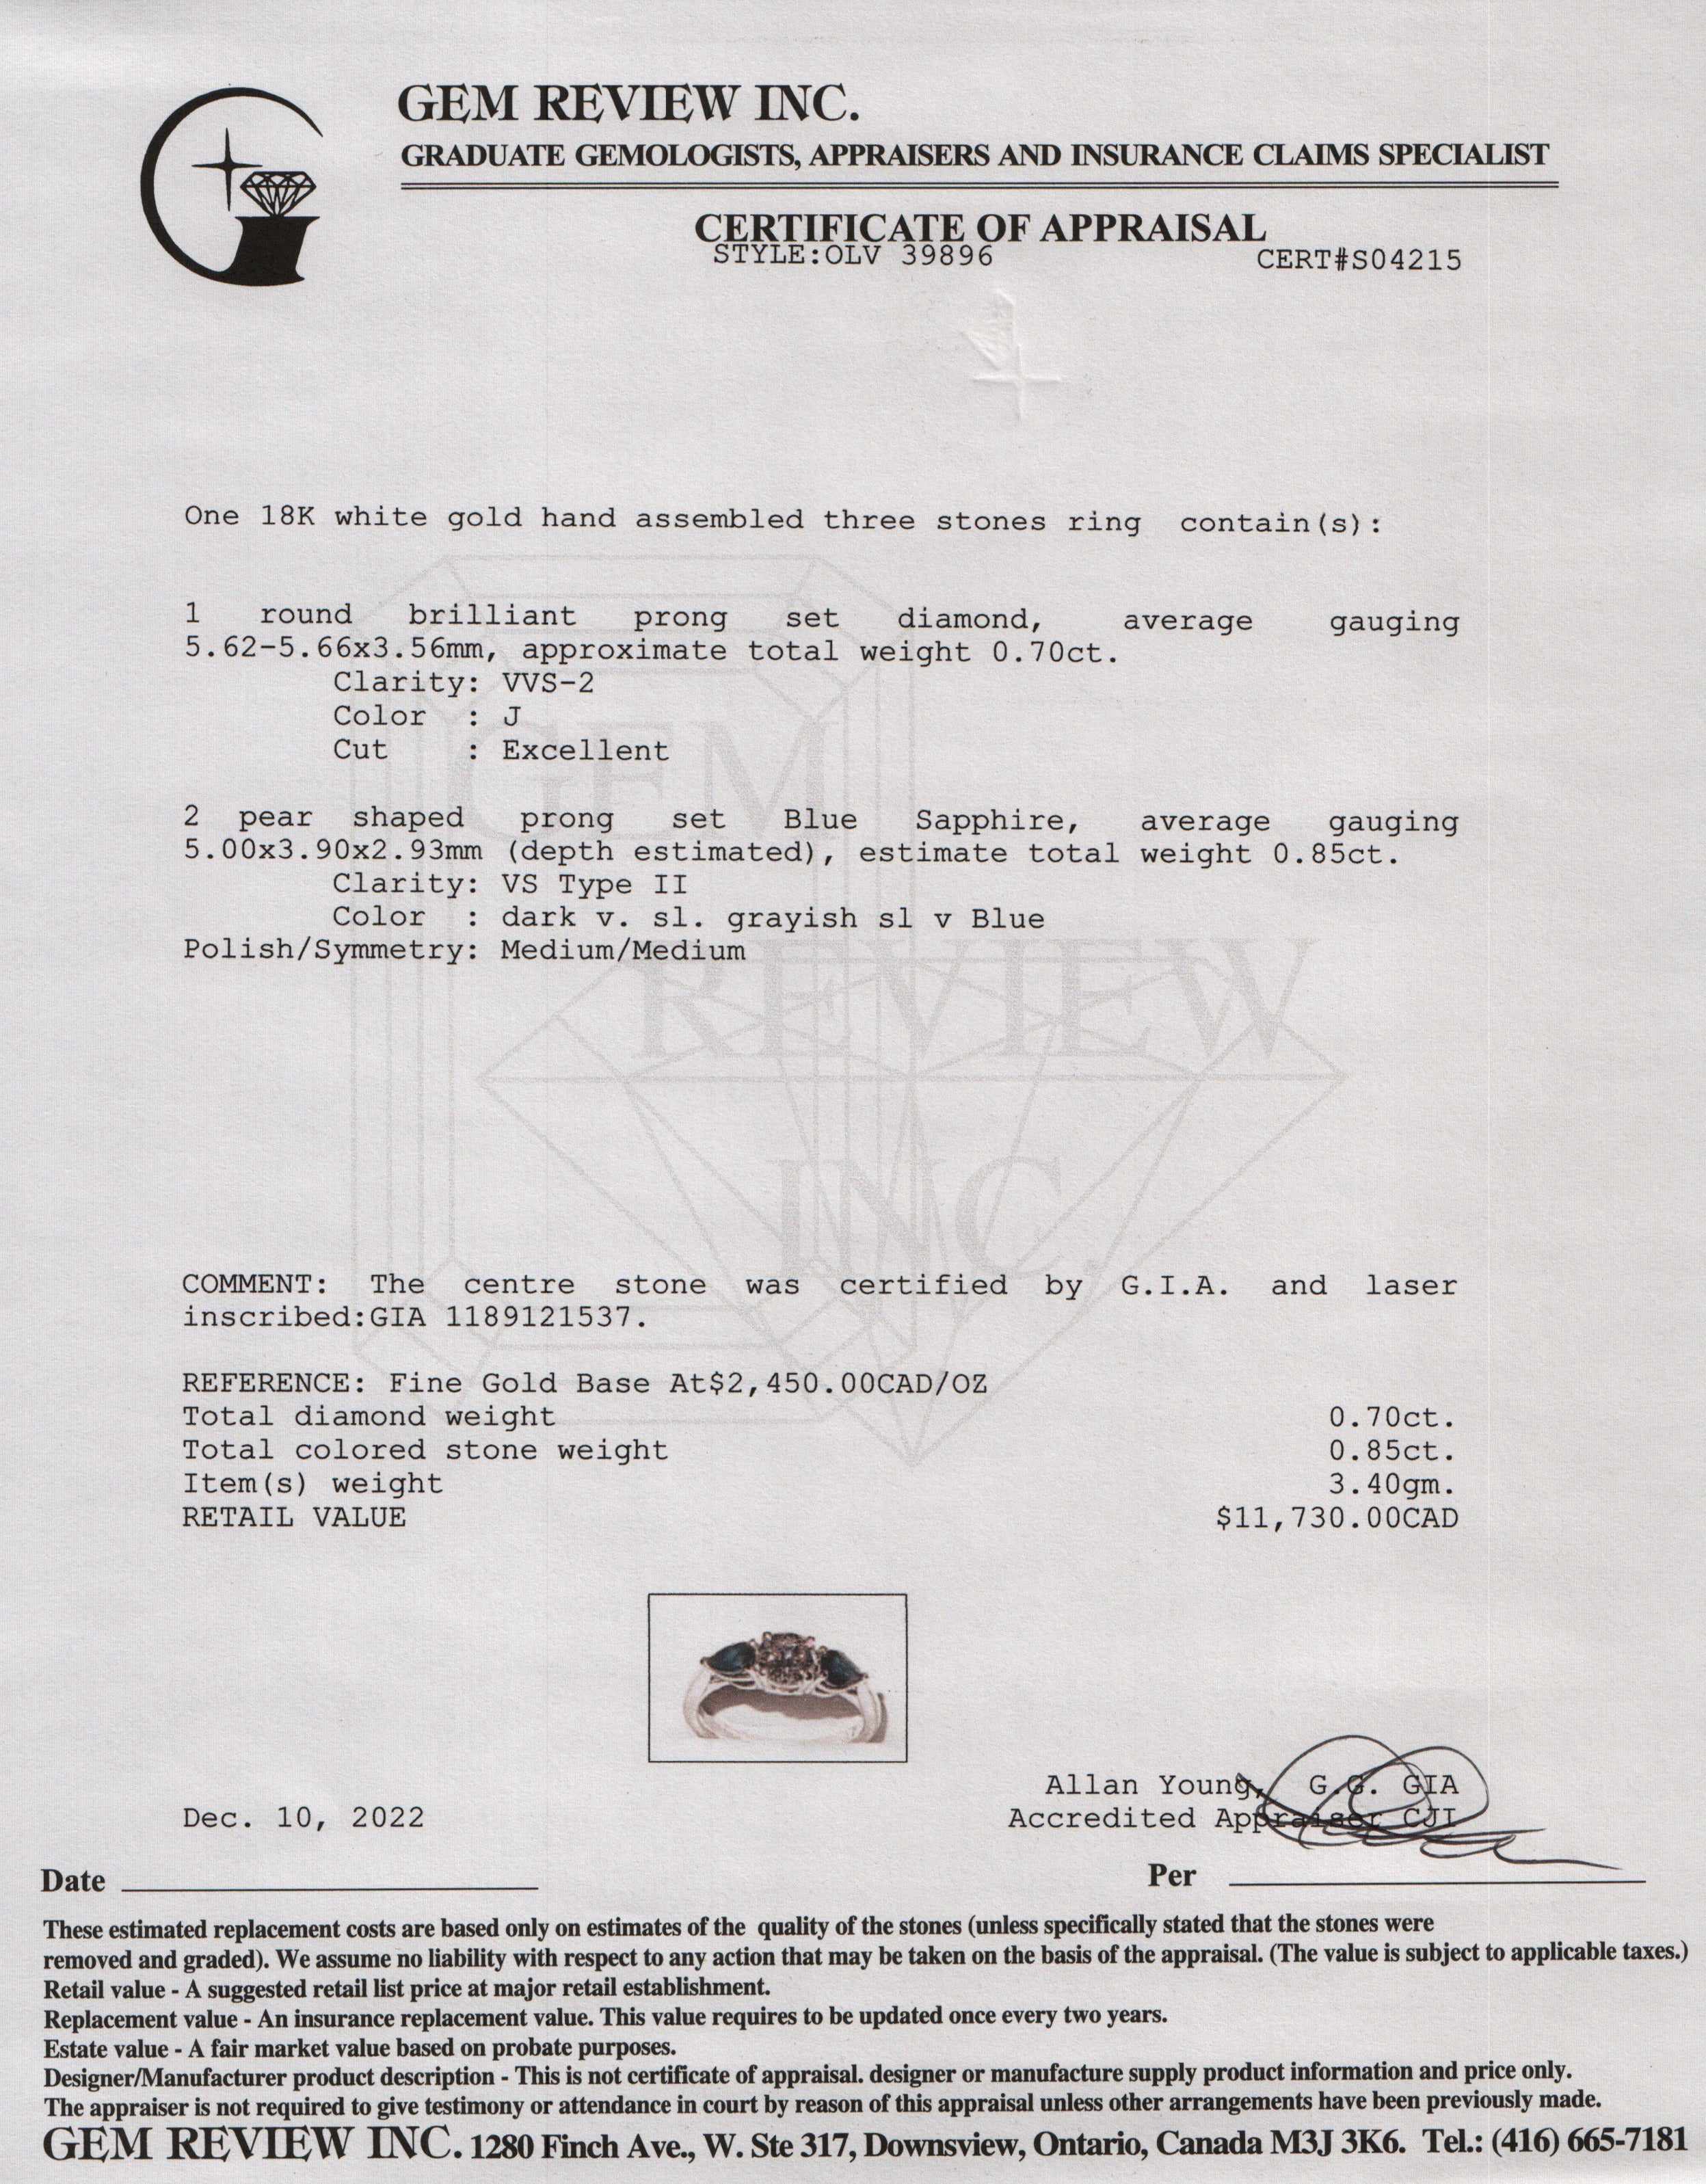 GEM REVIEW INC.
GRADUATE GEMOLOGISTS, APPRAISERS AND INSURANCE CLAIMS SPECIALIST
CERTIFICATE OF APPRAISAL
STYLE:OLV 39896 CERT#S04215
One 18K white gold hand assembled three stones ring contain(s):
1 round brilliant prong set diamond, average gauging
5.62-5.66x3.56mm, approximate total weight 0.70ct.
Clarity: VVS-2
Color : J
Cut : Excellent
2 pear shaped prong set Blue Sapphire, average gauging
5.00x3.90x2.93mm (depth estimated), estimate total weight 0.85ct.
Clarity: VS Type II
Color : dark v. sl. grayish sl v Blue
Polish/Symmetry: Medium/Medium
GEM
REVIEW
INC.
COMMENT: The centre stone was certified by G.I.A. and laser
inscribed:GIA 1189121537.
REFERENCE: Fine Gold Base At$2,450.00CAD/OZ
Total diamond weight 0.70ct.
Total colored stone weight 0.85ct.
Item(s) weight 3.40gm.
RETAIL VALUE $11,730.00CAD
Allan Young, G.G. GIA
Dec. 10, 2022 Accredited Appraiser CJI
Date Per
These estimated replacement costs are based only on estimates of the quality of the stones (unless specifically stated that the stones were
removed and graded). We assume no liability with respect to any action that may be taken on the basis of the appraisal. (The value is subject to applicable taxes.)
Retail value - A suggested retail list price at major retail establishment.
Replacement value - An insurance replacement value. This value requires to be updated once every two years.
Estate value - A fair market value based on probate purposes.
Designer/Manufacturer product description - This is not certificate of appraisal. designer or manufacture supply product information and price only.
The appraiser is not required to give testimony or attendance in court by reason of this appraisal unless other arrangements have been previously made.
GEM REVIEW INC. 1280 Finch Ave., W. Ste 317, Downsview, Ontario, Canada M3J 3K6. Tel.: (416) 665-7181